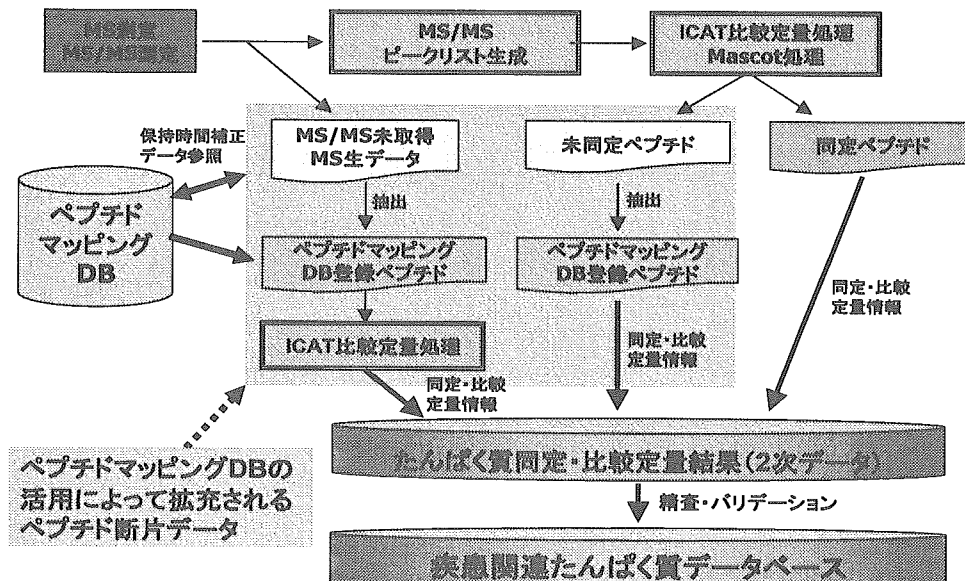 MS測定
MS/MS測定
MS/MS
ピークリスト生成
ICAT比較定量処理
Mascot処理
保持時間補正
データ参照
MS/MS未取得
MS生データ
未同定ペプチド
同定ペプチド
抽出
抽出
ペプチド
マッピング
DB
ペプチドマッピング
DB登録ペプチド
ペプチドマッピング
DB登録ペプチド
同定・比較
定量情報
ICAT比較定量処理
同定・比較
定量情報
同定・比較
定量情報
たんぱく質同定・比較定量結果(2次データ)
ペプチドマッピングDBの
活用によって拡充される
ペプチド断片データ
精査・バリデーション
疾患関連たんぱく質データベース